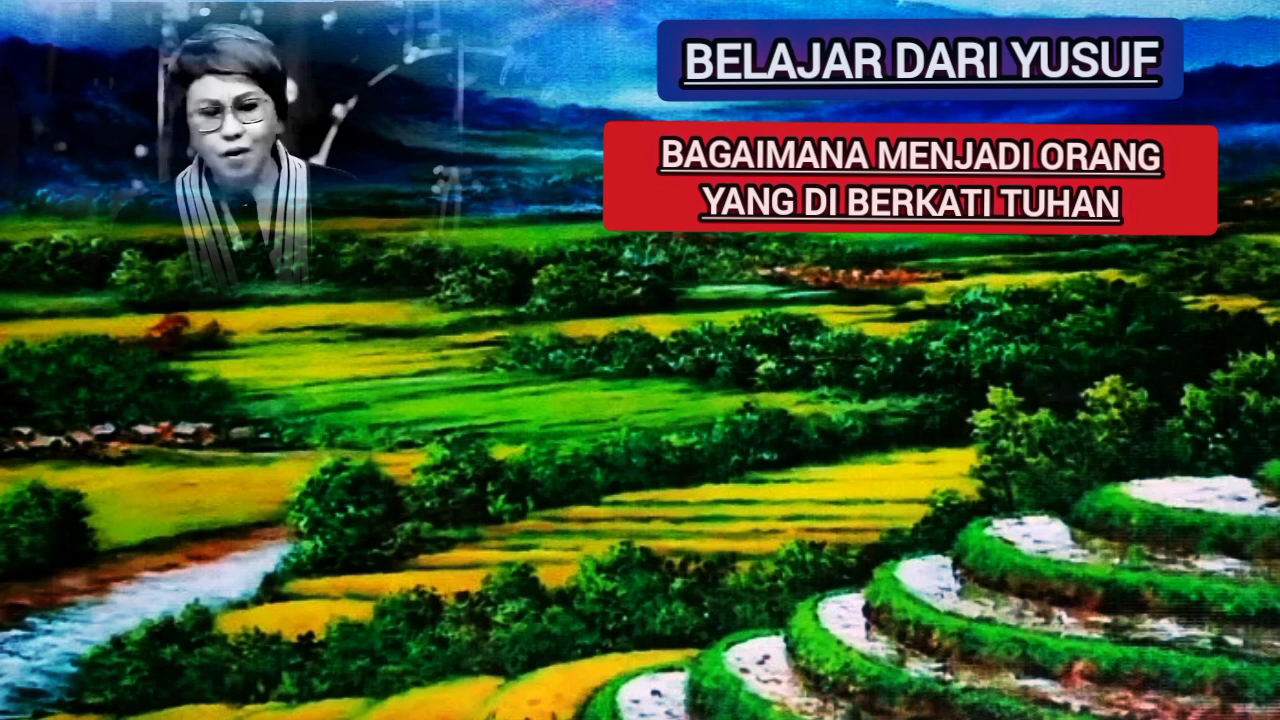 BELAJAR DARI YUSUF
BAGAIMANA MENJADI ORANG
YANG DI BERKATI TUHAN